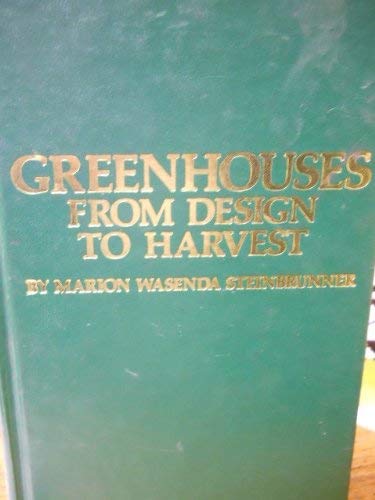 GREENHOUSES
FROM DESIGN
TO HARVEST
BY MARION WASENDA STEINBRUNNER